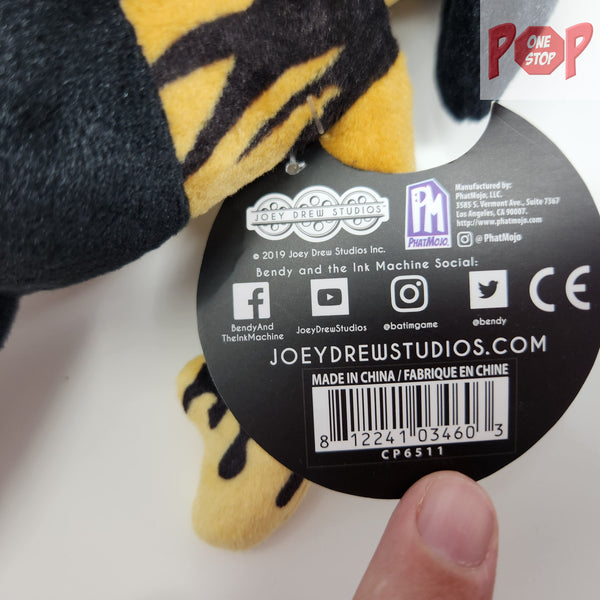 POP
ONE
STOP
JOEY DREW STUDIOS
PM
PHATMOJO
Manufactured by:
PhatMojo, LLC.
3585 S. Vermont Ave., Suite 7367
Los Angeles, CA 90007.
http://www.phatmojo.com
@PhatMojo
© 2019 Joey Drew Studios Inc.
Bendy and the Ink Machine Social:
BendyAnd
TheInkMachine
JoeyDrewStudios
@batimgame
@bendy
CE
JOEYDREWSTUDIOS.COM
MADE IN CHINA / FABRIQUE EN CHINE
8 12241 03460 3
CP6511